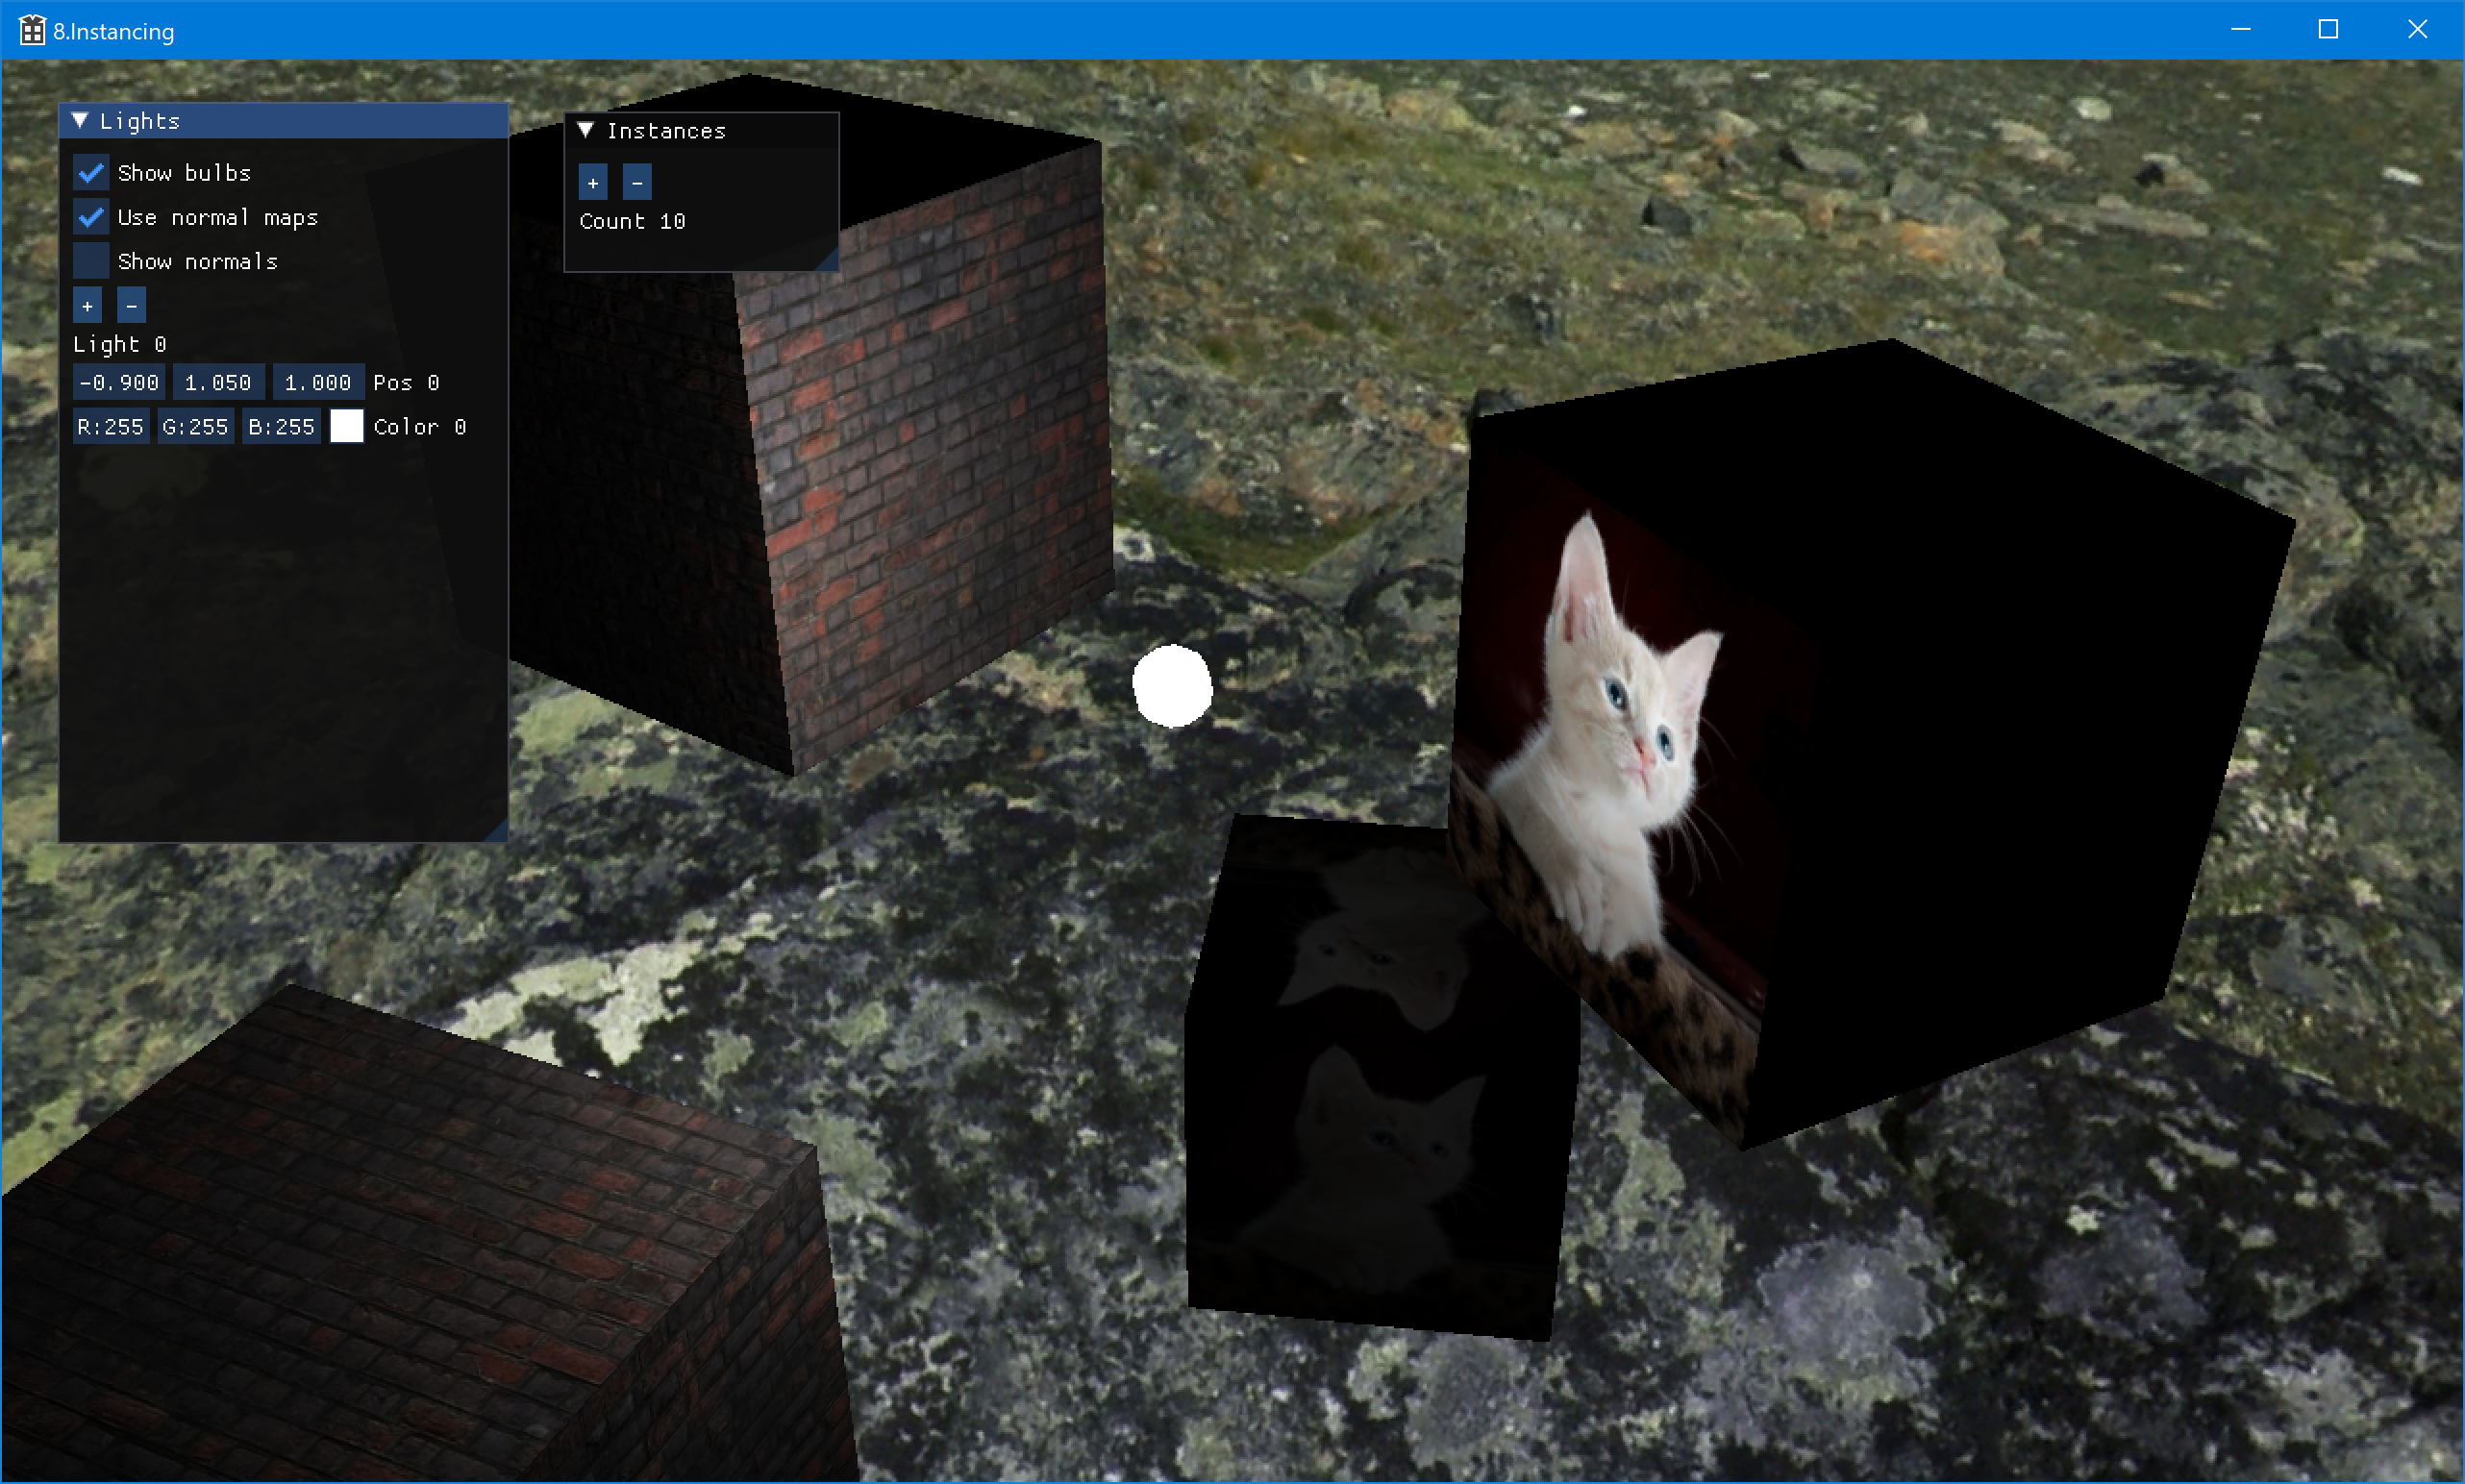 8.Instancing
Lights
Show bulbs
Use normal maps
Show normals
+ -
Light 0
-0.900 1.050 1.000 Pos 0
R:255 G:255 B:255 Color 0
Instances
+ -
Count 10